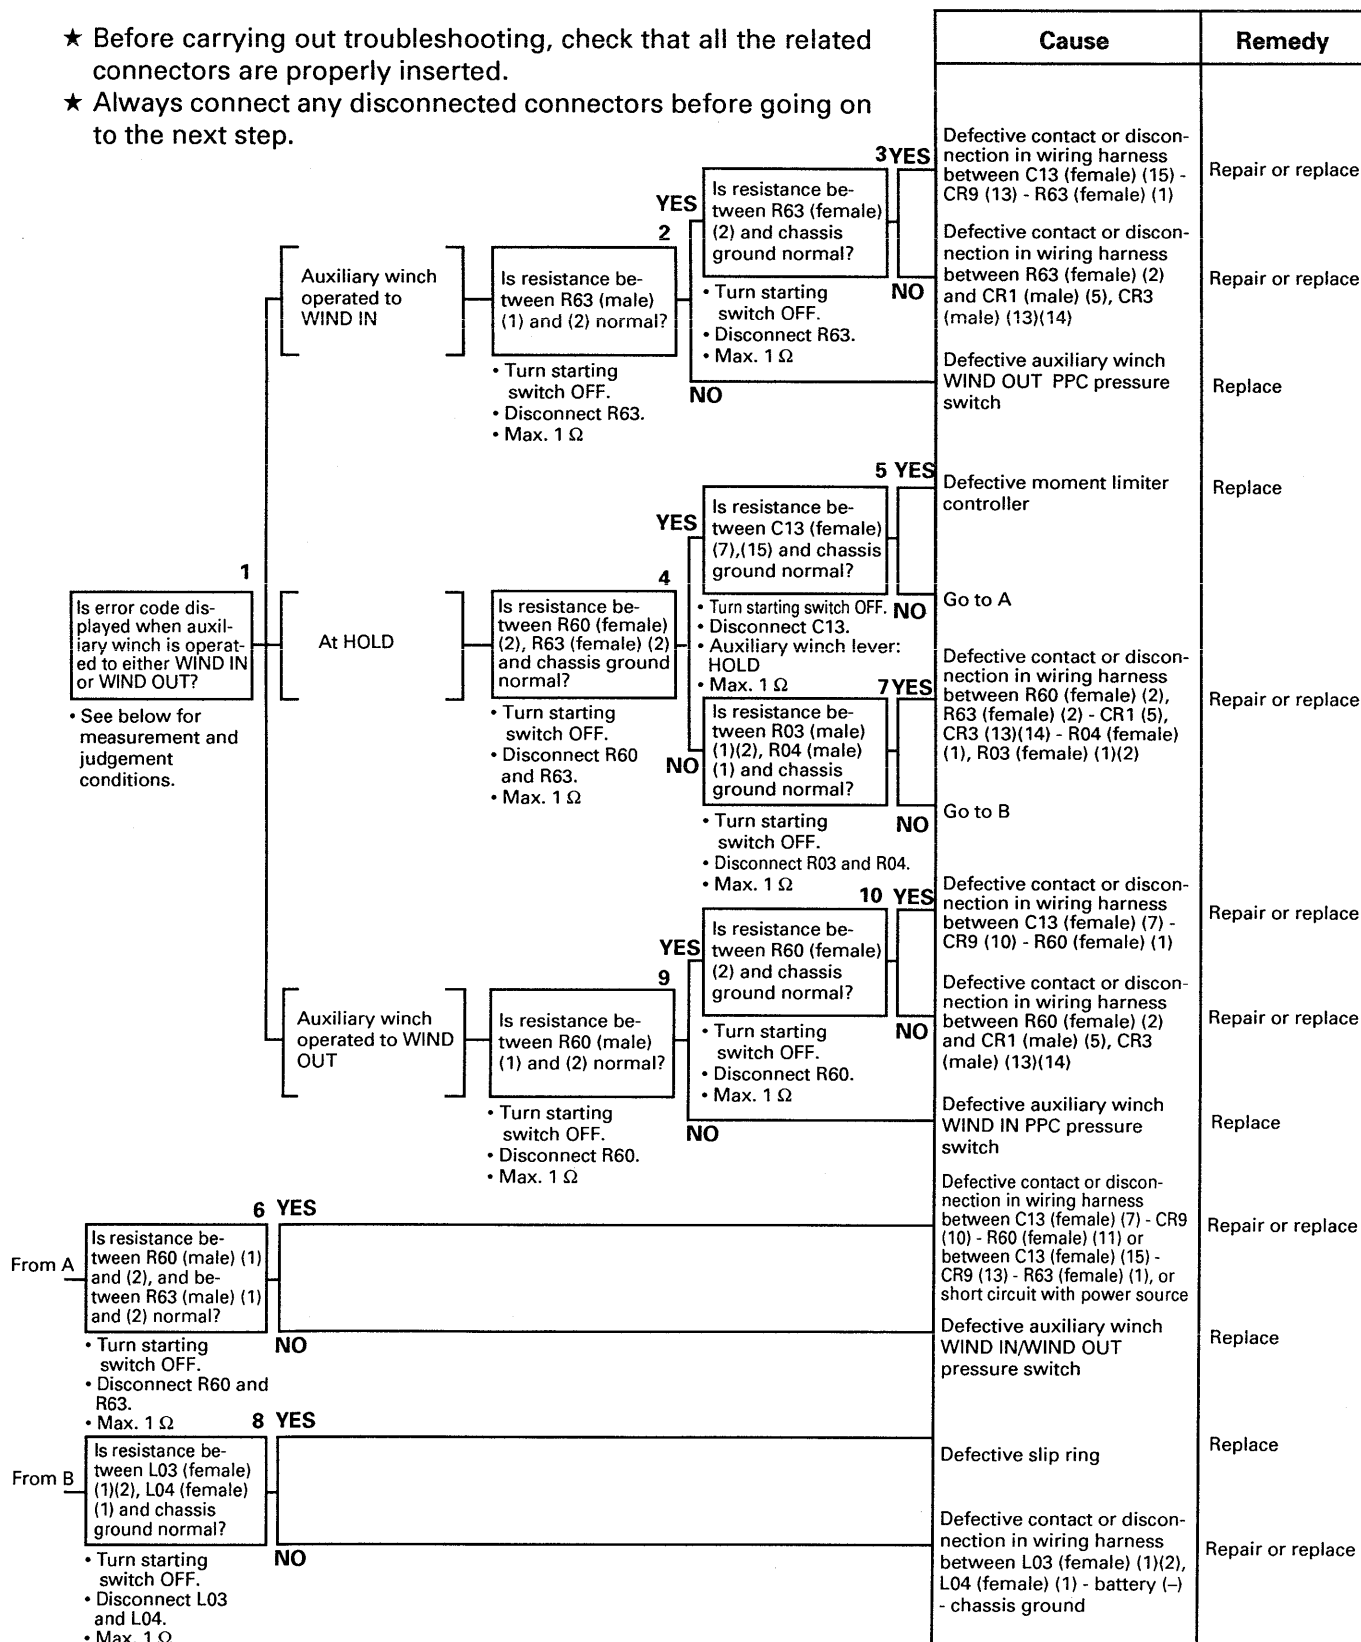 ★ Before carrying out troubleshooting, check that all the related
connectors are properly inserted.
★ Always connect any disconnected connectors before going on
to the next step.
Cause
Remedy
1
Is error code dis-
played when auxil-
iary winch is operat-
ed to either WIND IN
or WIND OUT?
• See below for
measurement and
judgement
conditions.
Auxiliary winch
operated to
WIND IN
2
Is resistance be-
tween R63 (male)
(1) and (2) normal?
• Turn starting
switch OFF.
• Disconnect R63.
• Max. 1 Ω
YES
3 YES
Is resistance be-
tween R63 (female)
(2) and chassis
ground normal?
NO
• Turn starting
switch OFF.
• Disconnect R63.
• Max. 1 Ω
NO
Defective contact or discon-
nection in wiring harness
between C13 (female) (15) -
CR9 (13) - R63 (female) (1)
Repair or replace
Defective contact or discon-
nection in wiring harness
between R63 (female) (2)
and CR1 (male) (5), CR3
(male) (13)(14)
Repair or replace
Defective auxiliary winch
WIND OUT PPC pressure
switch
Replace
At HOLD
4
Is resistance be-
tween R60 (female)
(2), R63 (female) (2)
and chassis ground
normal?
• Turn starting
switch OFF.
• Disconnect R60
and R63.
• Max. 1 Ω
YES
5 YES
Is resistance be-
tween C13 (female)
(7),(15) and chassis
ground normal?
• Turn starting switch OFF.
NO
• Disconnect C13.
• Auxiliary winch lever:
HOLD
• Max. 1 Ω
Defective moment limiter
controller
Replace
Go to A
NO
7 YES
Is resistance be-
tween R03 (male)
(1)(2), R04 (male)
(1) and chassis
ground normal?
NO
• Turn starting
switch OFF.
• Disconnect R03 and R04.
• Max. 1 Ω
Defective contact or discon-
nection in wiring harness
between R60 (female) (2),
R63 (female) (2) - CR1 (5),
CR3 (13)(14) - R04 (female)
(1), R03 (female) (1)(2)
Repair or replace
Go to B
Auxiliary winch
operated to WIND
OUT
9
Is resistance be-
tween R60 (male)
(1) and (2) normal?
• Turn starting
switch OFF.
• Disconnect R60.
• Max. 1 Ω
YES
10 YES
Is resistance be-
tween R60 (female)
(2) and chassis
ground normal?
NO
• Turn starting
switch OFF.
• Disconnect R60.
• Max. 1 Ω
NO
Defective contact or discon-
nection in wiring harness
between C13 (female) (7) -
CR9 (10) - R60 (female) (1)
Repair or replace
Defective contact or discon-
nection in wiring harness
between R60 (female) (2)
and CR1 (male) (5), CR3
(male) (13)(14)
Repair or replace
Defective auxiliary winch
WIND IN PPC pressure
switch
Replace
From A
6 YES
Is resistance be-
tween R60 (male) (1)
and (2), and be-
tween R63 (male) (1)
and (2) normal?
NO
• Turn starting
switch OFF.
• Disconnect R60 and
R63.
• Max. 1 Ω
Defective contact or discon-
nection in wiring harness
between C13 (female) (7) - CR9
(10) - R60 (female) (11) or
between C13 (female) (15) -
CR9 (13) - R63 (female) (1), or
short circuit with power source
Repair or replace
Defective auxiliary winch
WIND IN/WIND OUT
pressure switch
Replace
From B
8 YES
Is resistance be-
tween L03 (female)
(1)(2), L04 (female)
(1) and chassis
ground normal?
NO
• Turn starting
switch OFF.
• Disconnect L03
and L04.
• Max. 1 Ω
Defective slip ring
Replace
Defective contact or discon-
nection in wiring harness
between L03 (female) (1)(2),
L04 (female) (1) - battery (–)
- chassis ground
Repair or replace